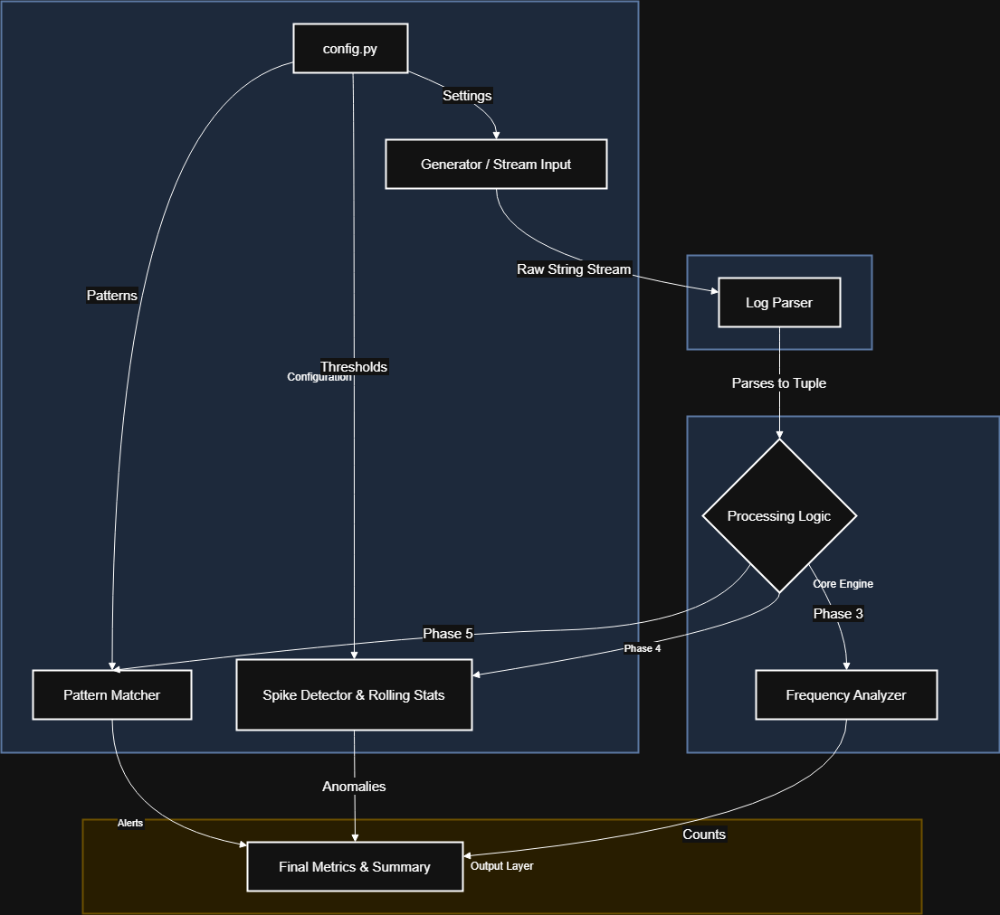 config.py
Settings
Generator / Stream Input
Raw String Stream
Patterns
Log Parser
Thresholds
Configuration
Parses to Tuple
Processing Logic
Core Engine
Phase 3
Phase 5
Phase 4
Pattern Matcher
Spike Detector & Rolling Stats
Frequency Analyzer
Anomalies
Alerts
Counts
Final Metrics & Summary
Output Layer